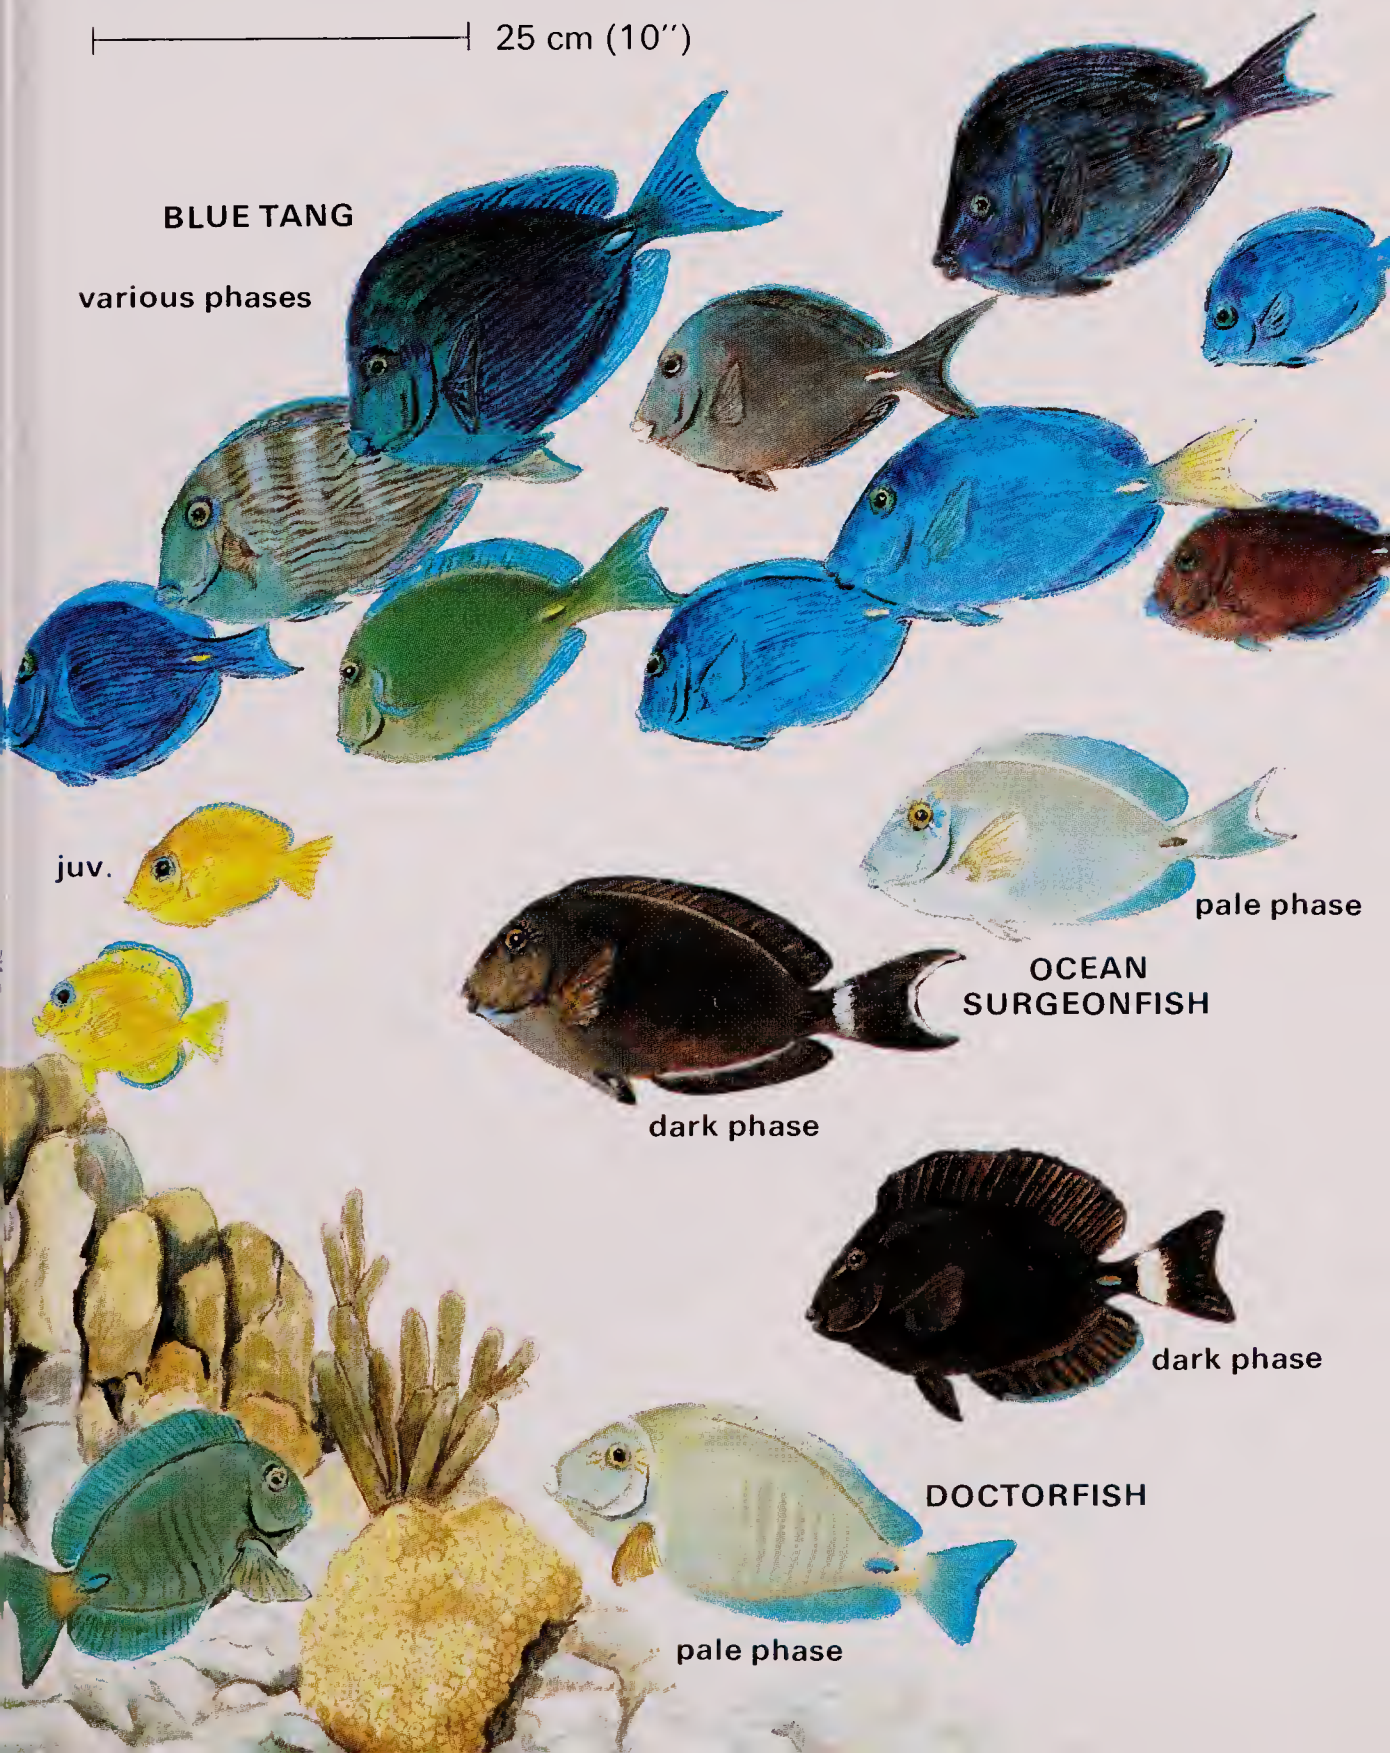 25 cm (10″)
BLUE TANG
various phases
juv.
pale phase
OCEAN
SURGEONFISH
dark phase
dark phase
DOCTORFISH
pale phase